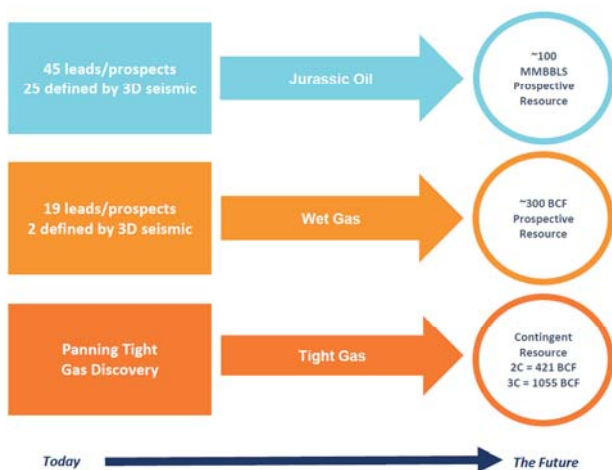 45 leads/prospects
25 defined by 3D seismic
Jurassic Oil
~100
MMBBLS
Prospective
Resource
19 leads/prospects
2 defined by 3D seismic
Wet Gas
~300 BCF
Prospective
Resource
Panning Tight
Gas Discovery
Tight Gas
Contingent
Resource
2C = 421 BCF
3C = 1055 BCF
Today
The Future